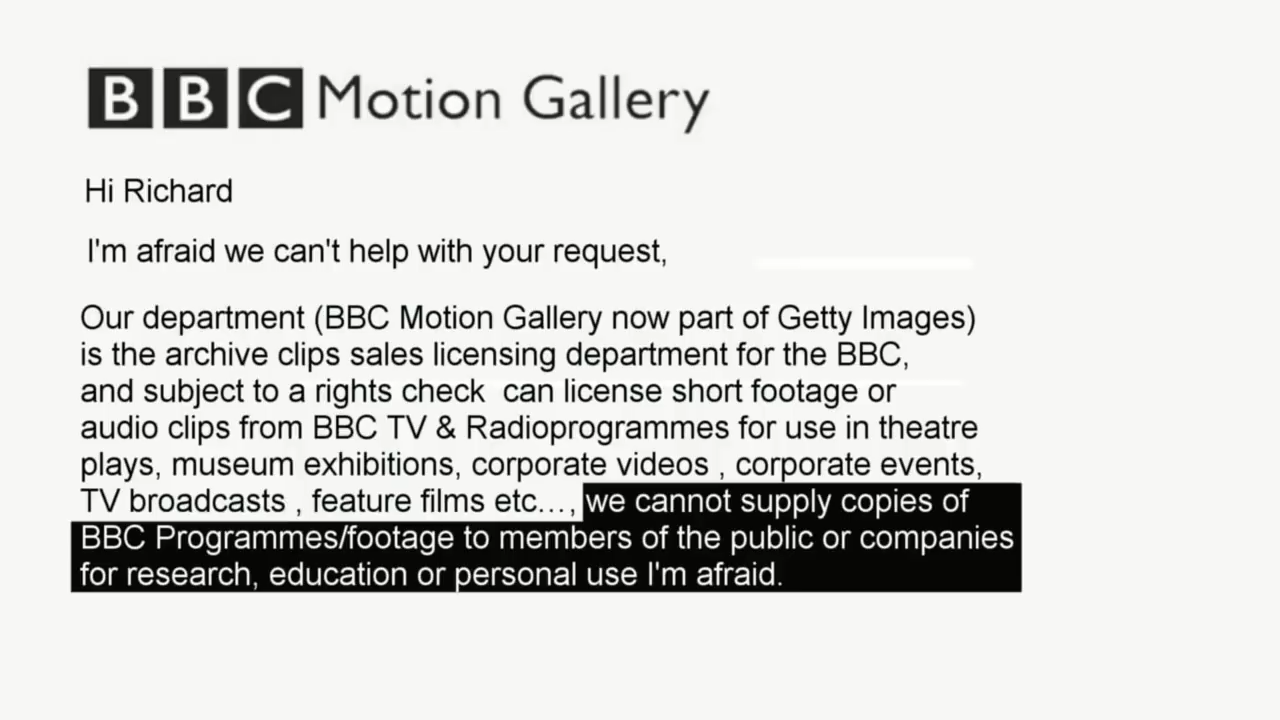 BBC Motion Gallery
Hi Richard
I'm afraid we can't help with your request,
Our department (BBC Motion Gallery now part of Getty Images)
is the archive clips sales licensing department for the BBC,
and subject to a rights check  can license short footage or
audio clips from BBC TV & Radioprogrammes for use in theatre
plays, museum exhibitions, corporate videos , corporate events,
TV broadcasts , feature films etc..., we cannot supply copies of
BBC Programmes/footage to members of the public or companies
for research, education or personal use I'm afraid.